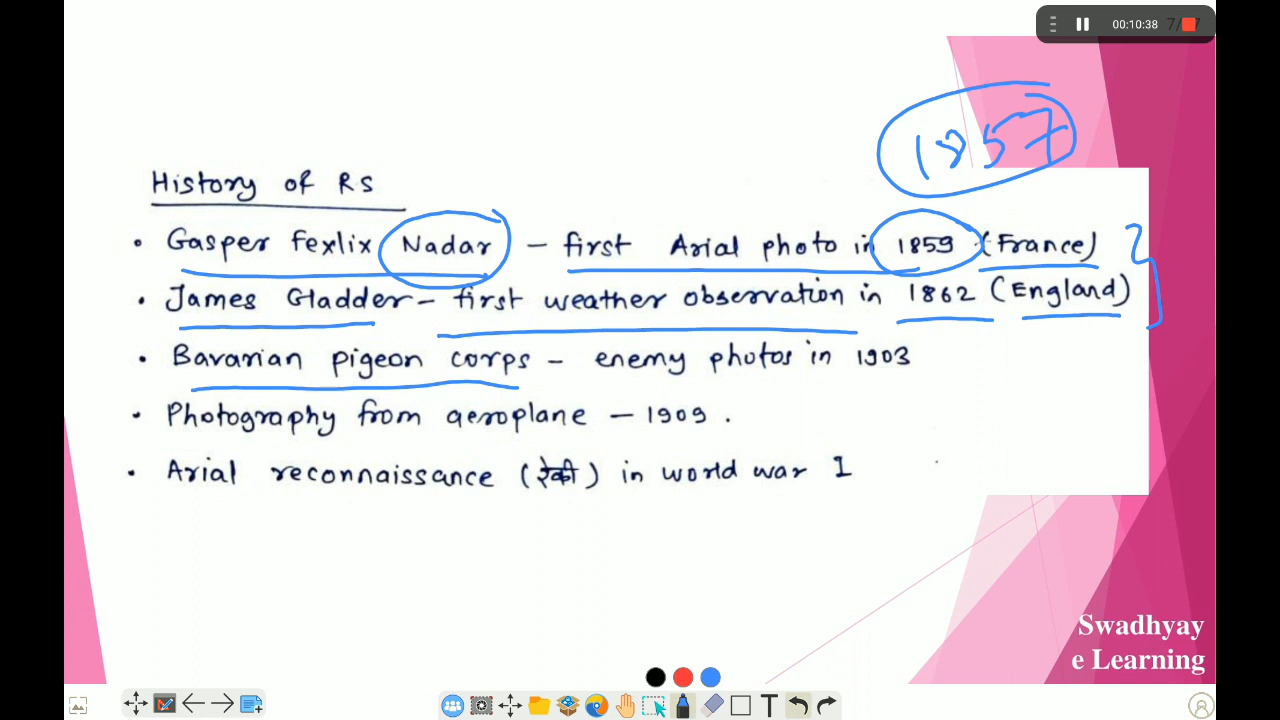 00:10:38
1857
History of RS
• Gasper Fexlix Nadar – first Arial photo in 1859 (France)
• James Gladder – first weather observation in 1862 (England)
• Bavarian pigeon corps – enemy photos in 1903
• Photography from aeroplane – 1909 .
• Arial reconnaissance (रेकी) in world war I
Swadhyay
e Learning